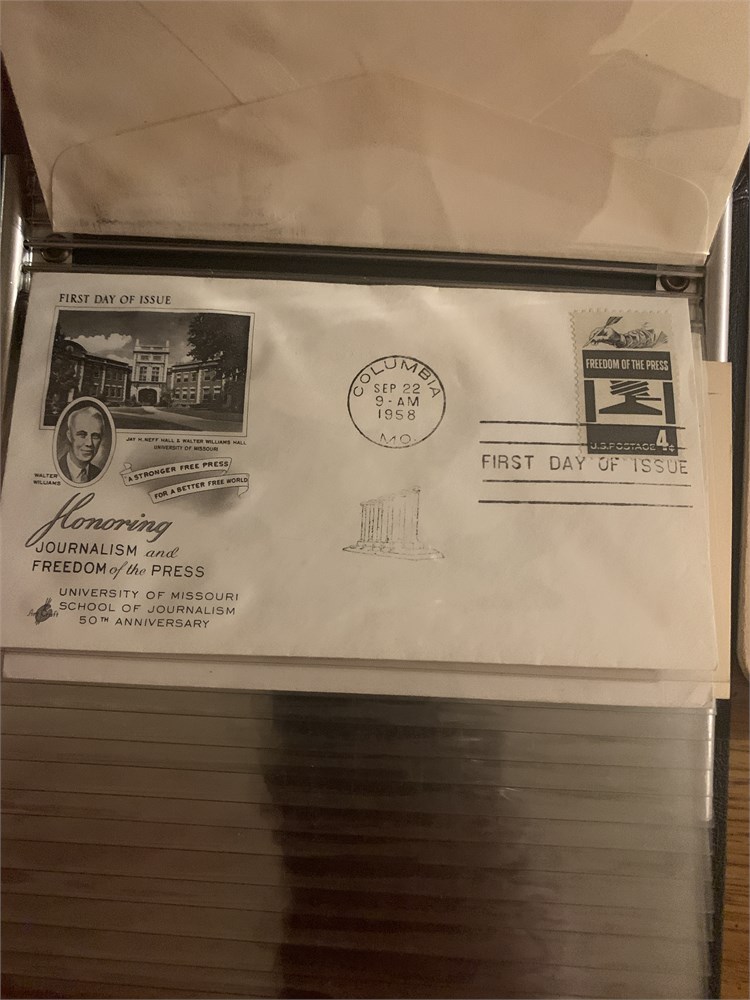 FIRST DAY OF ISSUE
JAY H. NEFF HALL & WALTER WILLIAMS HALL
UNIVERSITY OF MISSOURI
WALTER
WILLIAMS
A STRONGER FREE PRESS
FOR A BETTER FREE WORLD
Honoring
JOURNALISM and
FREEDOM of the PRESS
UNIVERSITY OF MISSOURI
SCHOOL OF JOURNALISM
50TH ANNIVERSARY
COLUMBIA
SEP 22
9-AM
1958
MO.
FREEDOM OF THE PRESS
U.S. POSTAGE 4¢
FIRST DAY OF ISSUE